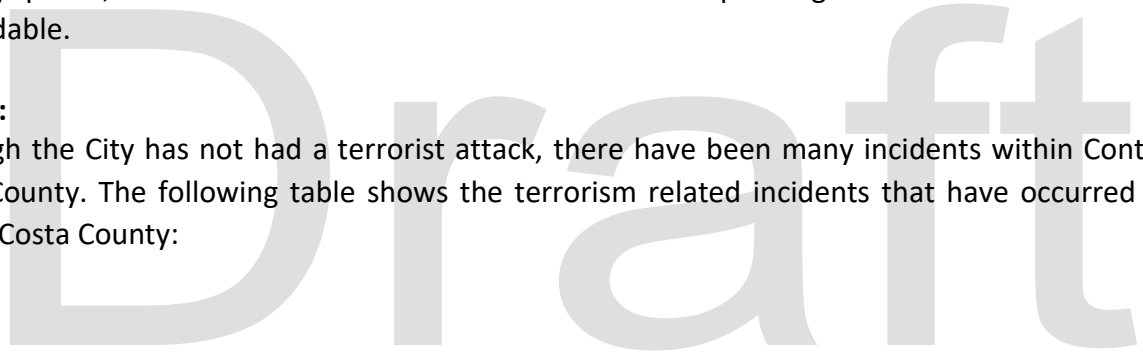 dable.
:
gh the City has not had a terrorist attack, there have been many incidents within Cont
County. The following table shows the terrorism related incidents that have occurred
Costa County:
Draft